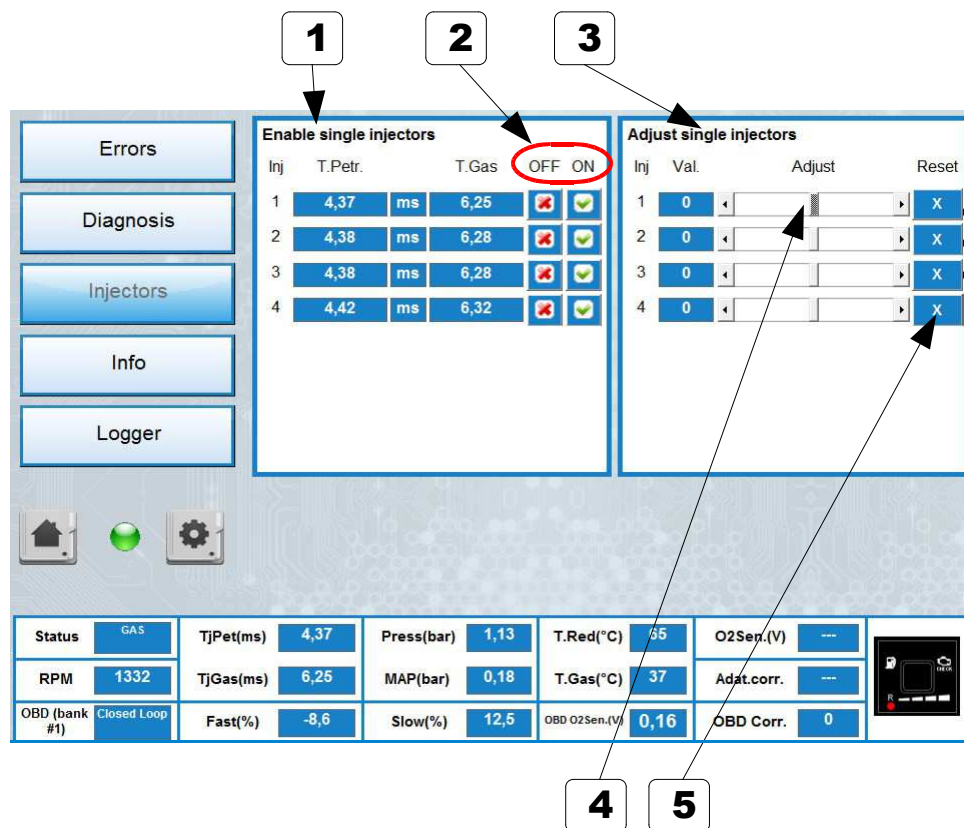 1 2 3
Errors
Diagnosis
Injectors
Info
Logger
Enable single injectors
Inj T.Petr. T.Gas OFF ON
1 4,37 ms 6,25
2 4,38 ms 6,28
3 4,38 ms 6,28
4 4,42 ms 6,32
Adjust single injectors
Inj Val. Adjust Reset
1 0 X
2 0 X
3 0 X
4 0 X
Status GAS TjPet(ms) 4,37 Press(bar) 1,13 T.Red(°C) 65 O2Sen.(V) ---
RPM 1332 TjGas(ms) 6,25 MAP(bar) 0,18 T.Gas(°C) 37 Adat.corr. ---
OBD (bank #1) Closed Loop Fast(%) -8,6 Slow(%) 12,5 OBD O2Sen.(V) 0,16 OBD Corr. 0
CHECK
R
4 5